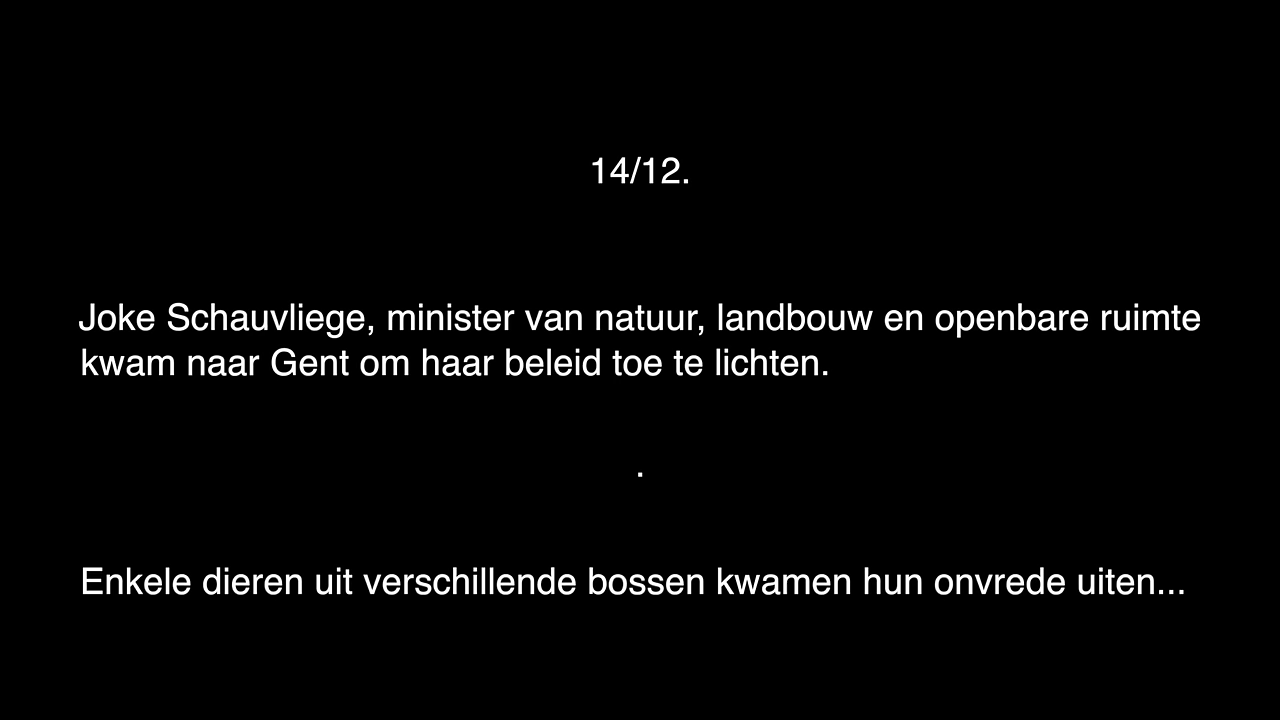 14/12.
Joke Schauvliege, minister van natuur, landbouw en openbare ruimte
kwam naar Gent om haar beleid toe te lichten.
.
Enkele dieren uit verschillende bossen kwamen hun onvrede uiten...